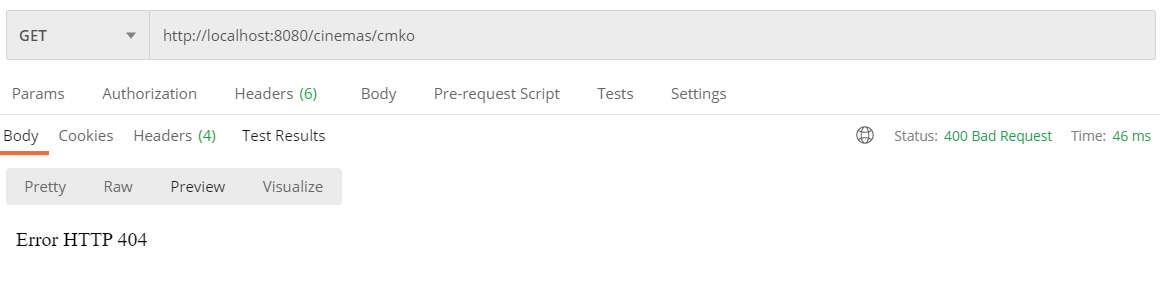 GET http://localhost:8080/cinemas/cmko
Params Authorization Headers (6) Body Pre-request Script Tests Settings
Body Cookies Headers (4) Test Results Status: 400 Bad Request Time: 46 ms
Pretty Raw Preview Visualize
Error HTTP 404